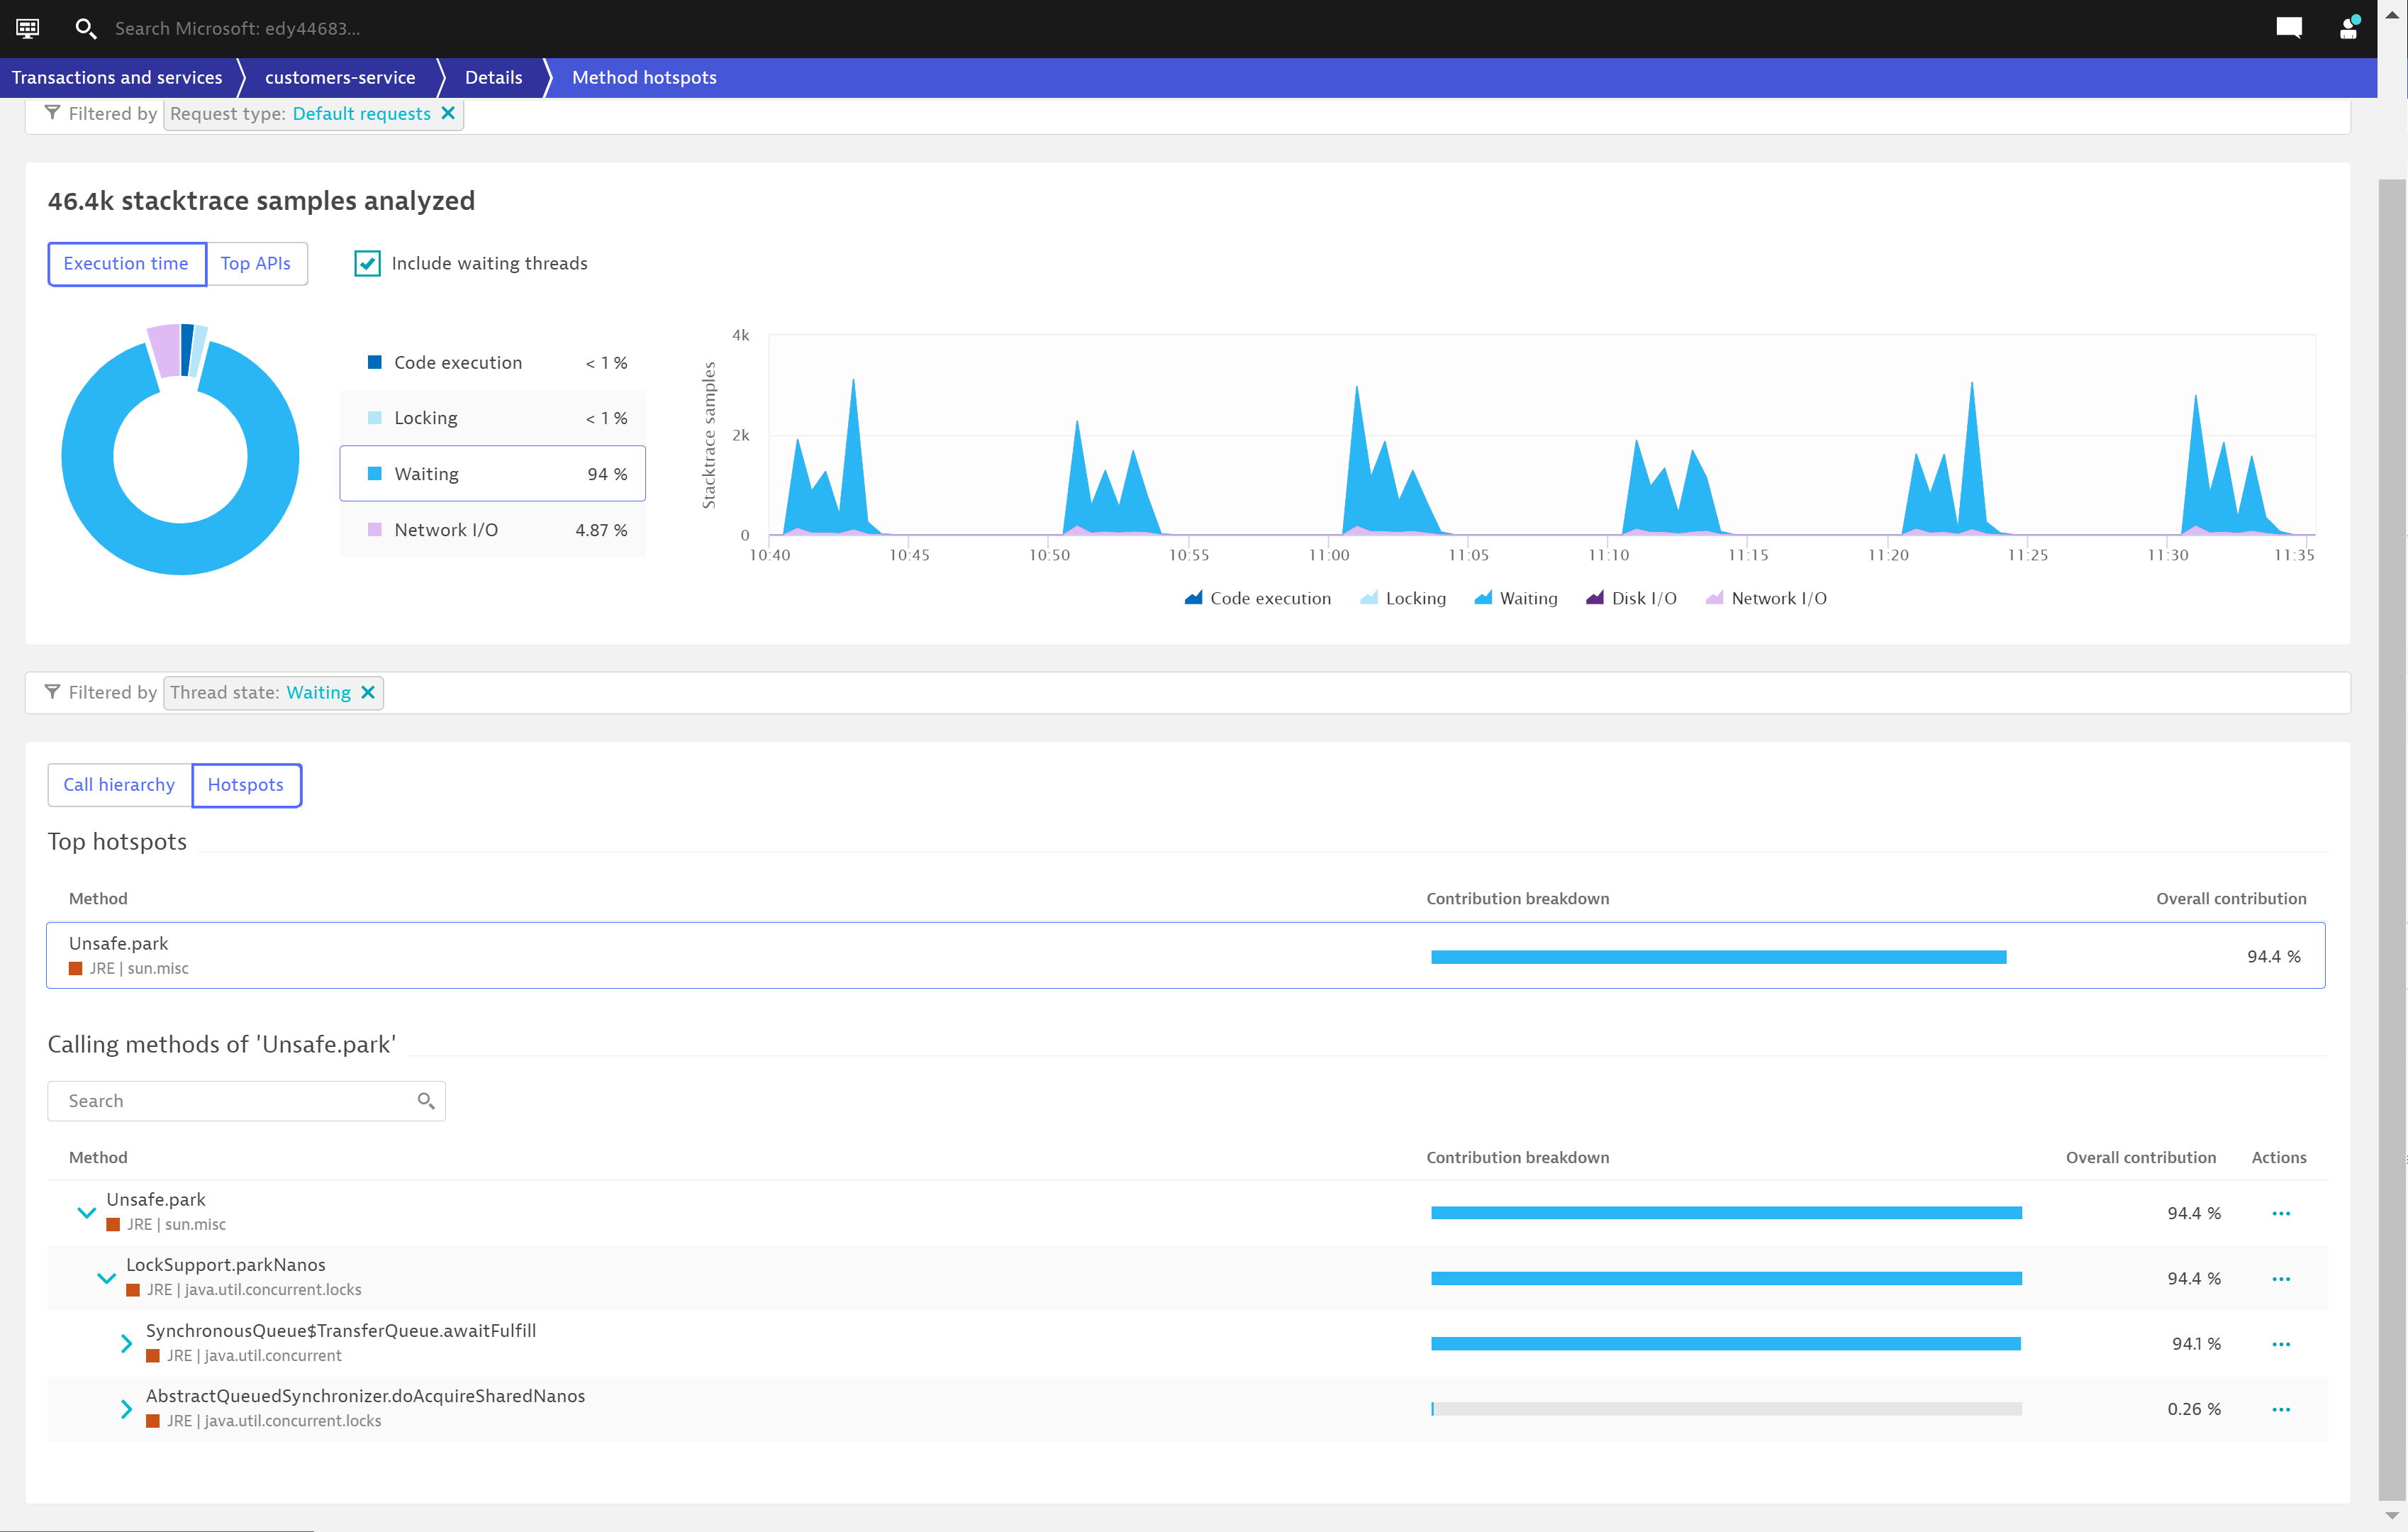 Search Microsoft: edy44683...
Transactions and services
customers-service
Details
Method hotspots
Filtered by Request type: Default requests
46.4k stacktrace samples analyzed
Execution time
Top APIs
Include waiting threads
Code execution < 1 %
Locking < 1 %
Waiting 94 %
Network I/O 4.87 %
Stacktrace samples
4k
2k
0
10:40 10:45 10:50 10:55 11:00 11:05 11:10 11:15 11:20 11:25 11:30 11:35
Code execution Locking Waiting Disk I/O Network I/O
Filtered by Thread state: Waiting
Call hierarchy
Hotspots
Top hotspots
Method Contribution breakdown Overall contribution
Unsafe.park
JRE | sun.misc
94.4 %
Calling methods of 'Unsafe.park'
Search
Method Contribution breakdown Overall contribution Actions
Unsafe.park
JRE | sun.misc
94.4 %
LockSupport.parkNanos
JRE | java.util.concurrent.locks
94.4 %
SynchronousQueue$TransferQueue.awaitFulfill
JRE | java.util.concurrent
94.1 %
AbstractQueuedSynchronizer.doAcquireSharedNanos
JRE | java.util.concurrent.locks
0.26 %